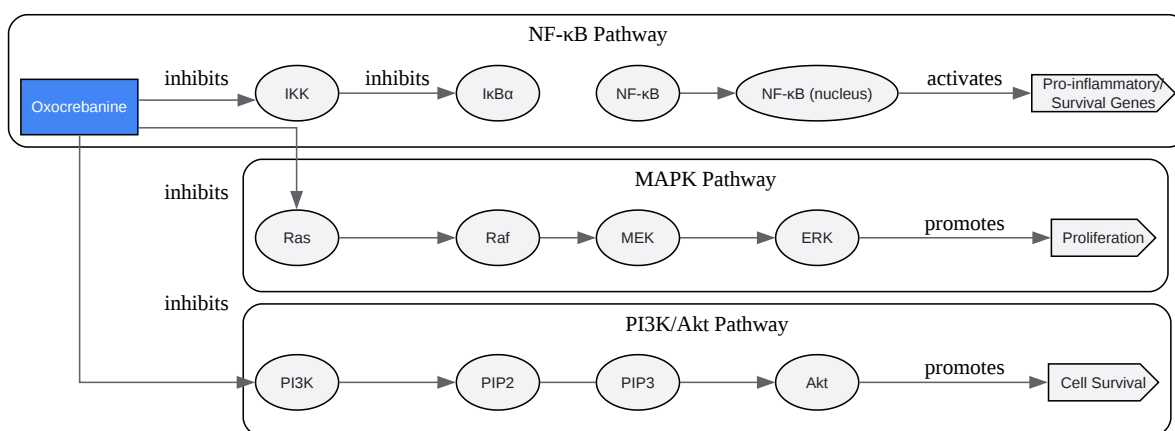 NF-κB Pathway
inhibits
inhibits
activates
Oxocrebanine
IKK
IκBα
NF-κB
NF-κB (nucleus)
Pro-inflammatory/
Survival Genes
MAPK Pathway
inhibits
promotes
Ras
Raf
MEK
ERK
Proliferation
inhibits
PI3K/Akt Pathway
promotes
PI3K
PIP2
PIP3
Akt
Cell Survival